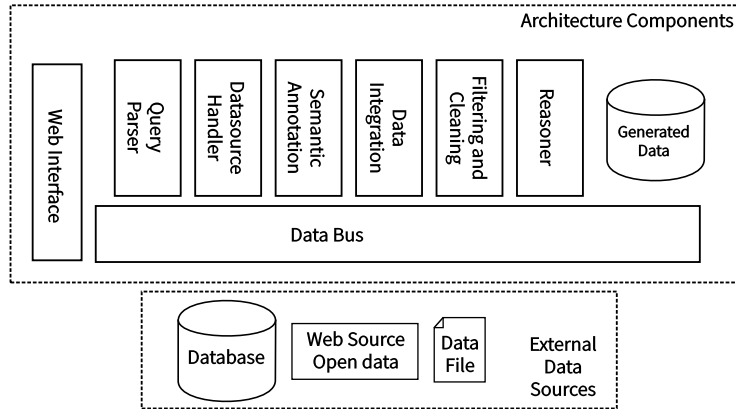 Architecture Components
Web Interface
Query
Parser
Datasource
Handler
Semantic
Annotation
Data
Integration
Filtering and
Cleaning
Reasoner
Generated
Data
Data Bus
Database
Web Source
Open data
Data
File
External
Data
Sources